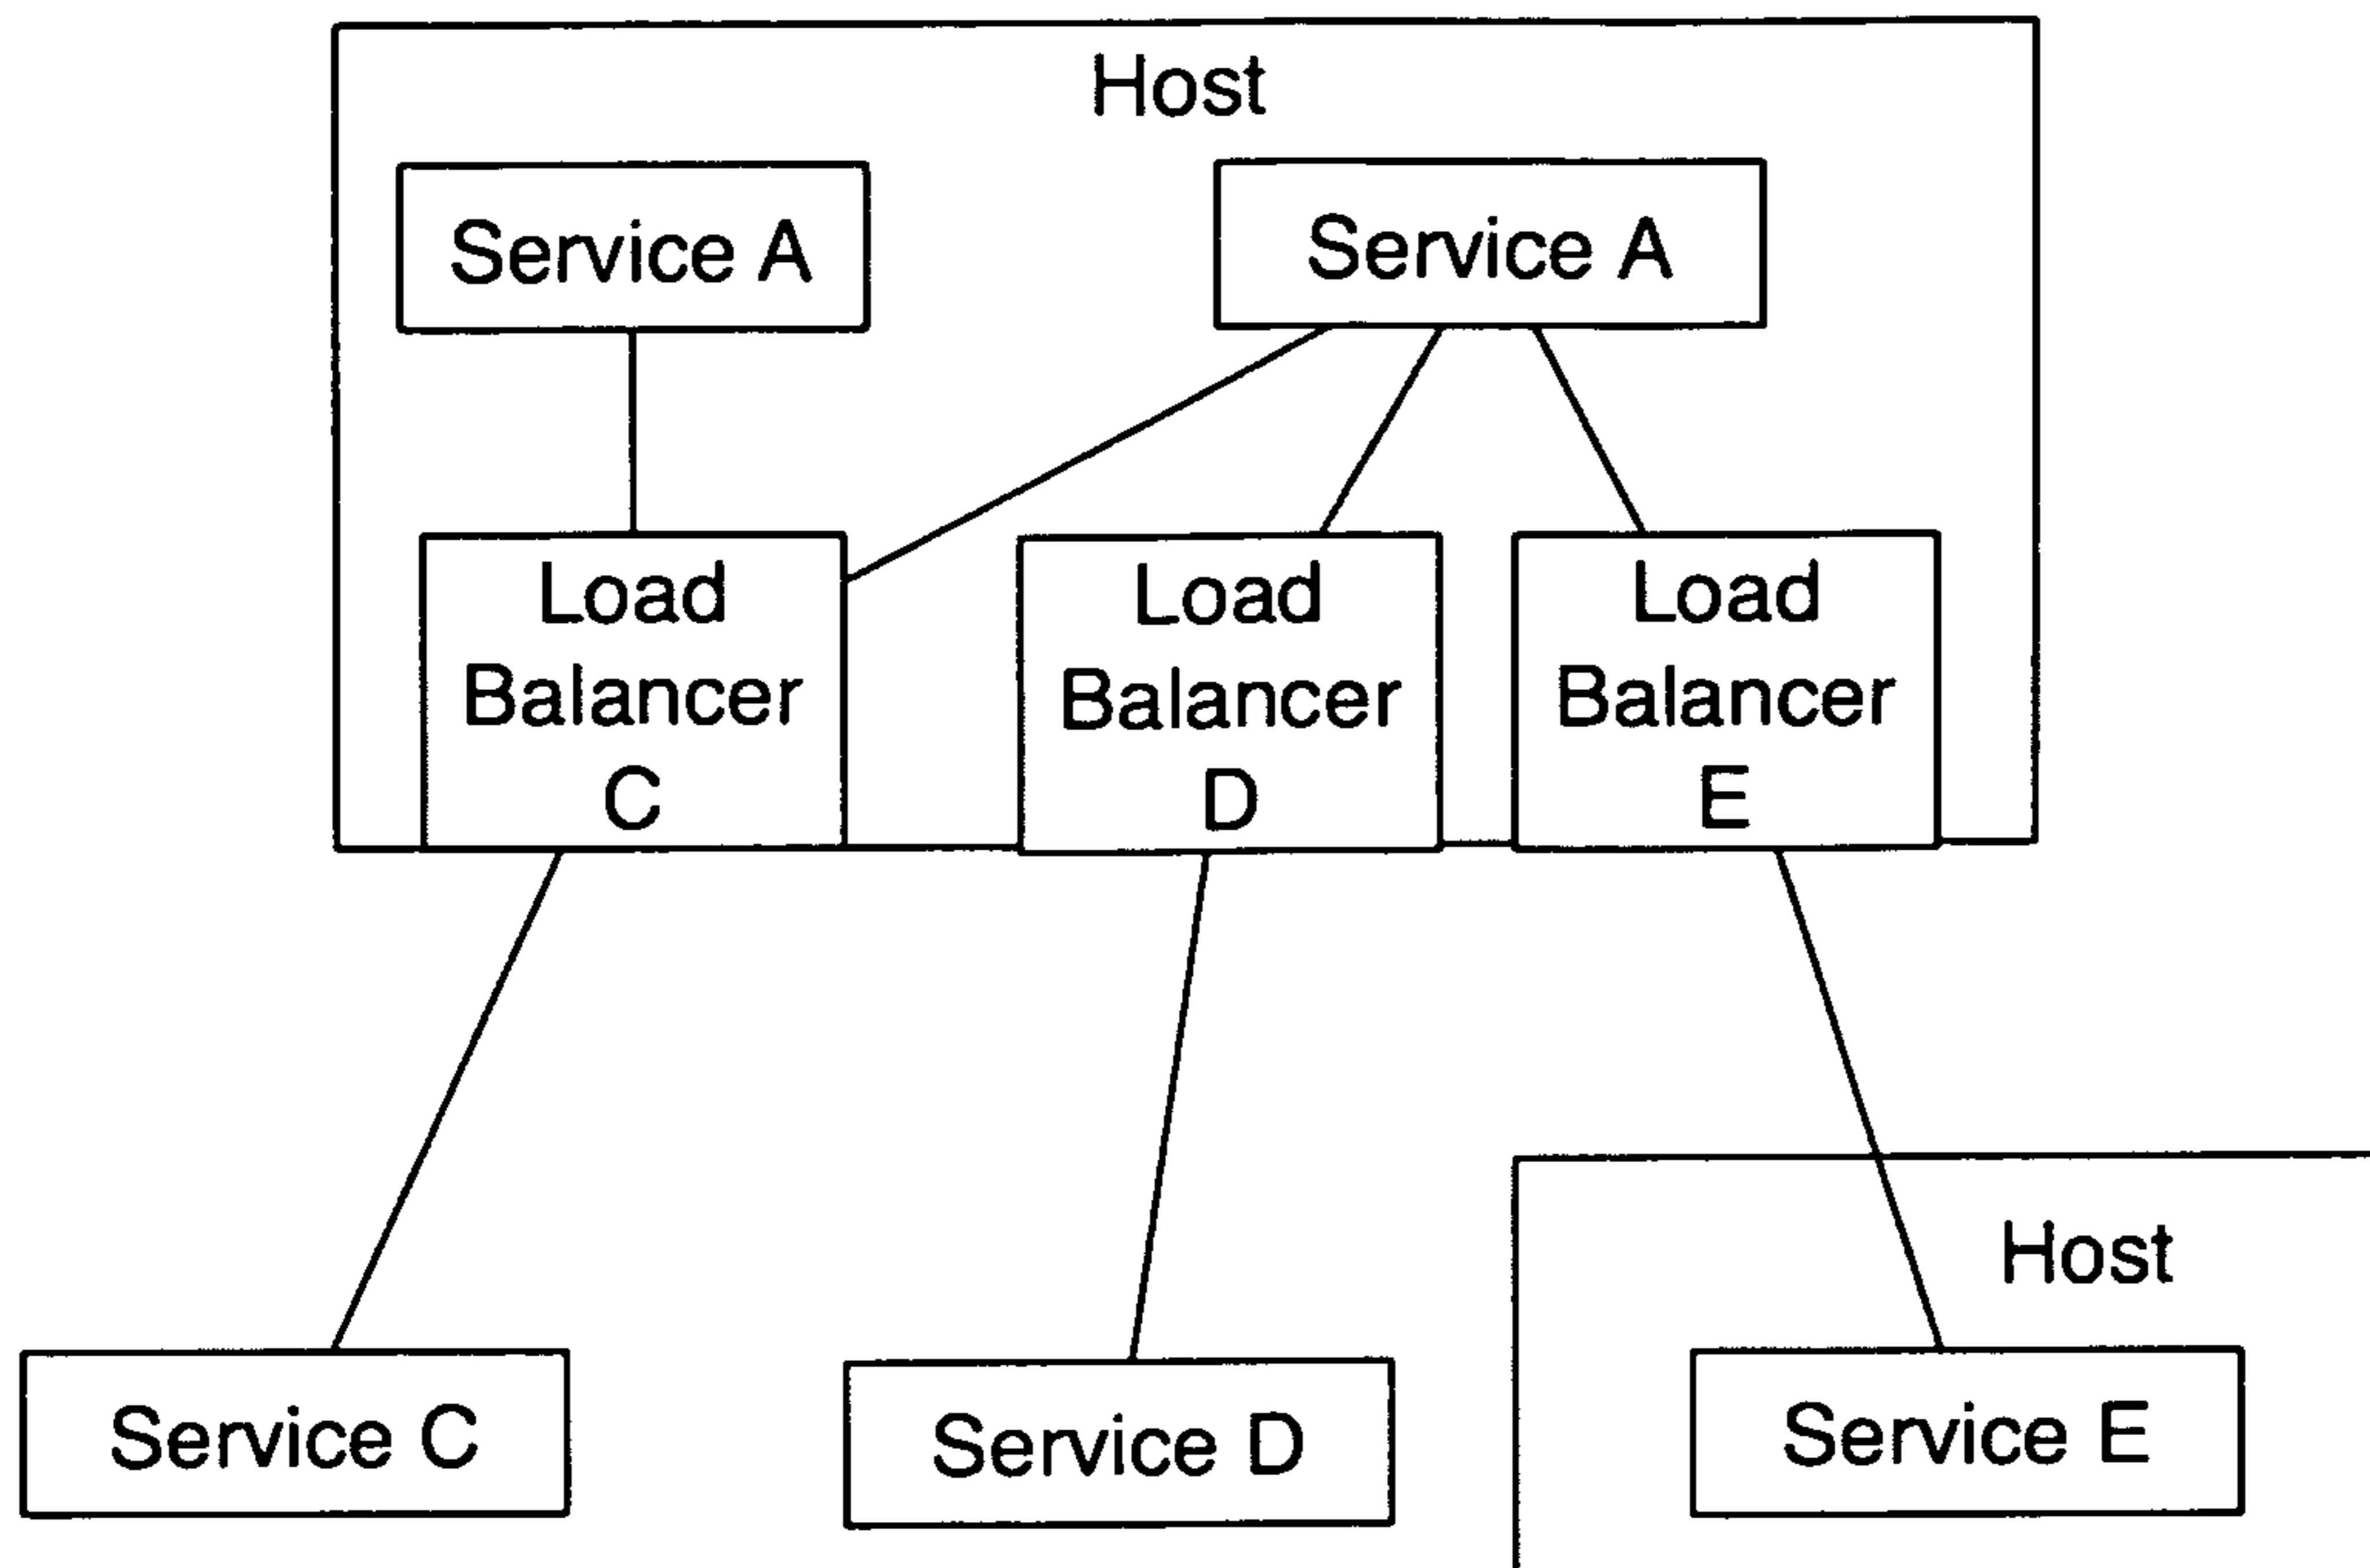 Host
Service A
Service A
Load
Balancer
C
Load
Balancer
D
Load
Balancer
E
Host
Service C
Service D
Service E